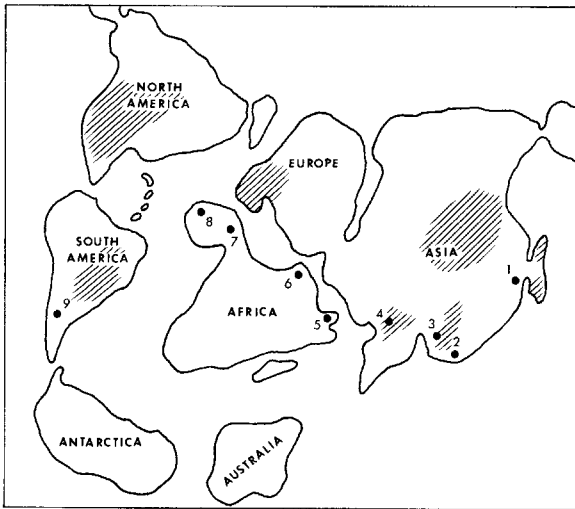 NORTH
AMERICA
EUROPE
8
7
SOUTH
AMERICA
ASIA
1
6
9
AFRICA
5
4
3
2
ANTARCTICA
AUSTRALIA